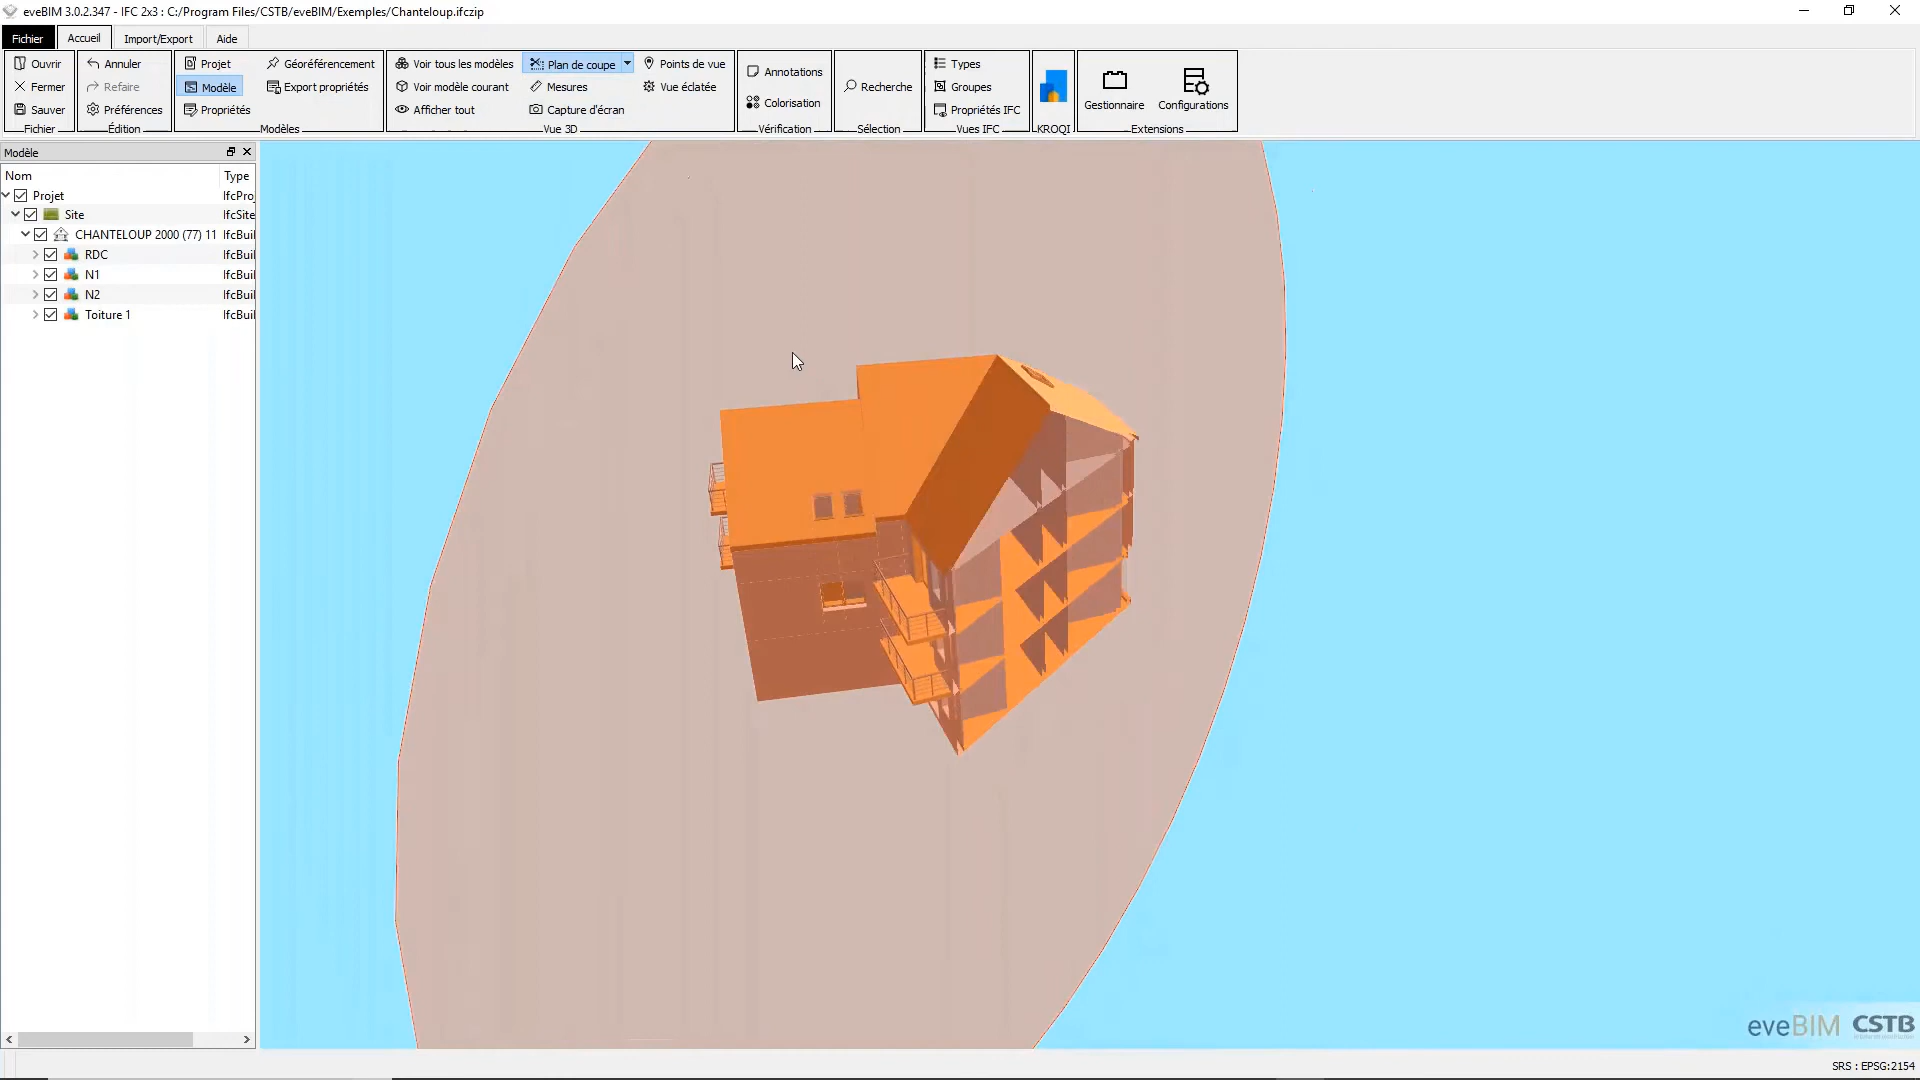 eveBIM 3.0.2.347 - IFC 2x3 : C:/Program Files/CSTB/eveBIM/Exemples/Chanteloup.ifczip
Fichier Accueil Import/Export Aide
Ouvrir Annuler Projet Géoréférencement Voir tous les modèles Plan de coupe Points de vue Annotations Recherche Types Gestionnaire Configurations
Fermer Refaire Modèle Export propriétés Voir modèle courant Mesures Vue éclatée Colorisation Groupes
Sauver Préférences Propriétés Afficher tout Capture d'écran Propriétés IFC
Fichier Édition Modèles Vue 3D Vérification Sélection Vues IFC KROQI Extensions
Modèle
Nom Type
Projet IfcProj
Site IfcSite
CHANTELOUP 2000 (77) 11 IfcBuil
RDC IfcBuil
N1 IfcBuil
N2 IfcBuil
Toiture 1 IfcBuil
eveBIM CSTB
SRS : EPSG:2154